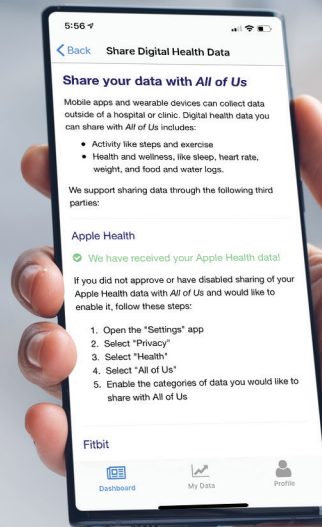 5:56
Back Share Digital Health Data
Share your data with All of Us
Mobile apps and wearable devices can collect data
outside of a hospital or clinic. Digital health data you
can share with All of Us includes:
• Activity like steps and exercise
• Health and wellness, like sleep, heart rate,
weight, and food and water logs.
We support sharing data through the following third
parties:
Apple Health
We have received your Apple Health data!
If you did not approve or have disabled sharing of your
Apple Health data with All of Us and would like to
enable it, follow these steps:
1. Open the "Settings" app
2. Select "Privacy"
3. Select "Health"
4. Select "All of Us"
5. Enable the categories of data you would like to
share with All of Us
Fitbit
Dashboard My Data Profile